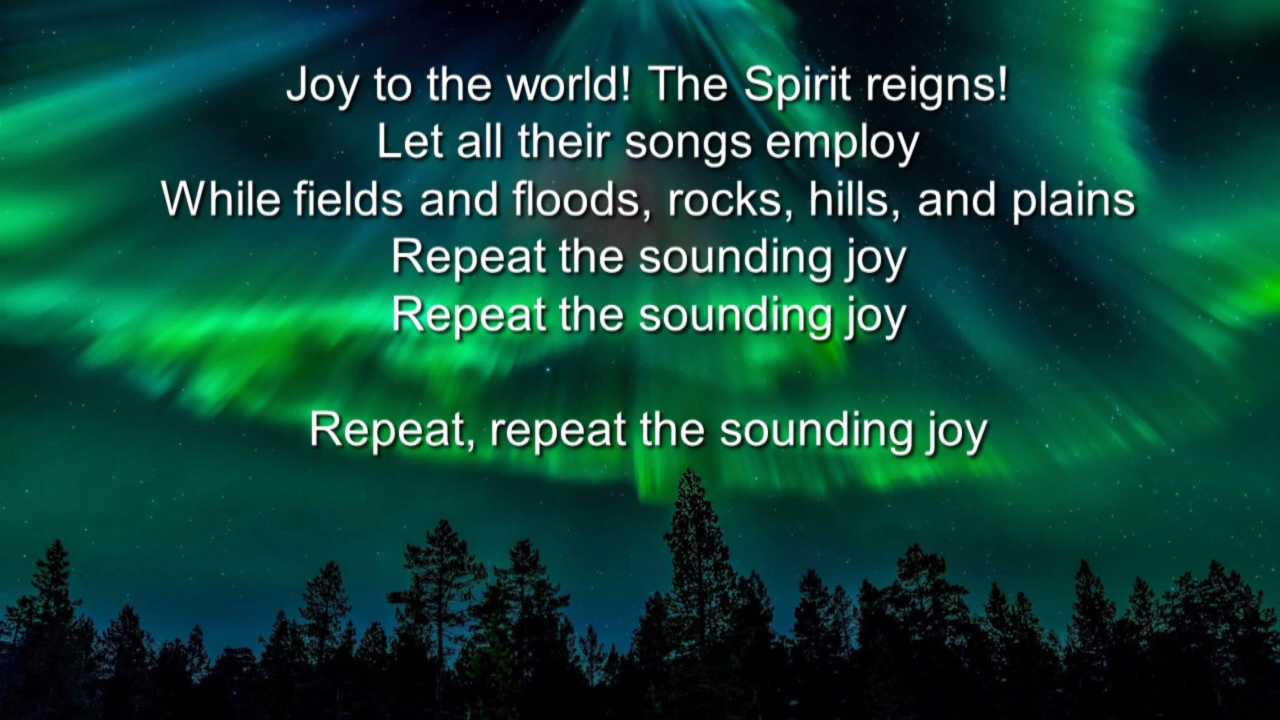 Joy to the world! The Spirit reigns!
Let all their songs employ
While fields and floods, rocks, hills, and plains
Repeat the sounding joy
Repeat the sounding joy
Repeat, repeat the sounding joy